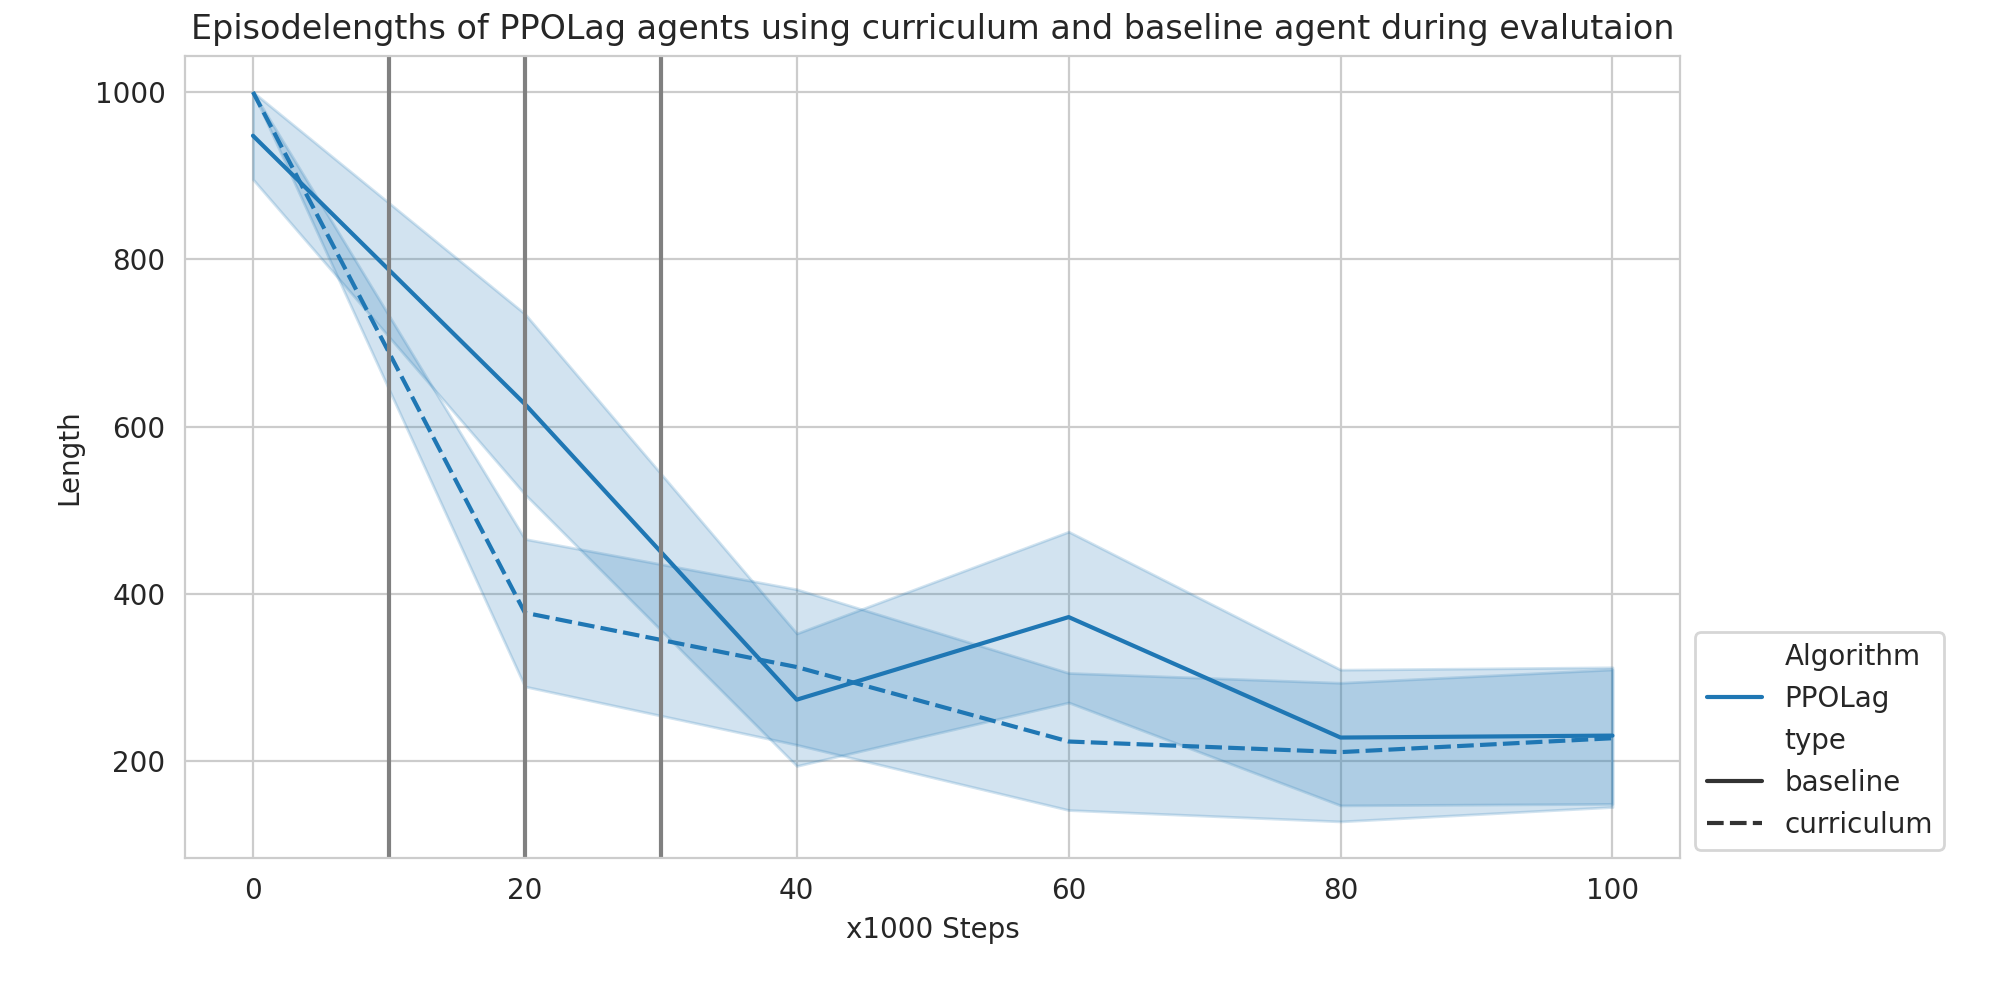 Episodelengths of PPOLag agents using curriculum and baseline agent during evalutaion
1000
800
600
400
200
Length
0 20 40 60 80 100
x1000 Steps
Algorithm
PPOLag
type
baseline
curriculum